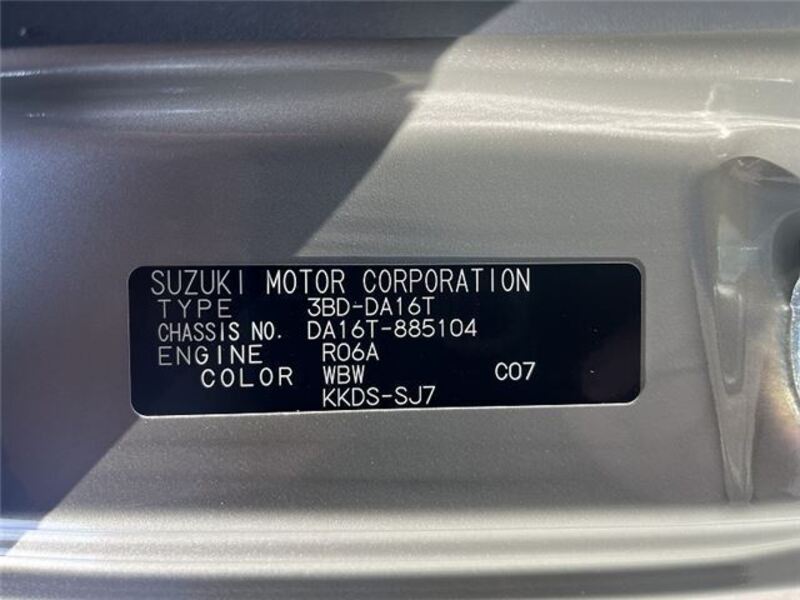 SUZUKI MOTOR CORPORATION
TYPE 3BD-DA16T
CHASSIS NO. DA16T-885104
ENGINE R06A
COLOR WBW C07
KKDS-SJ7